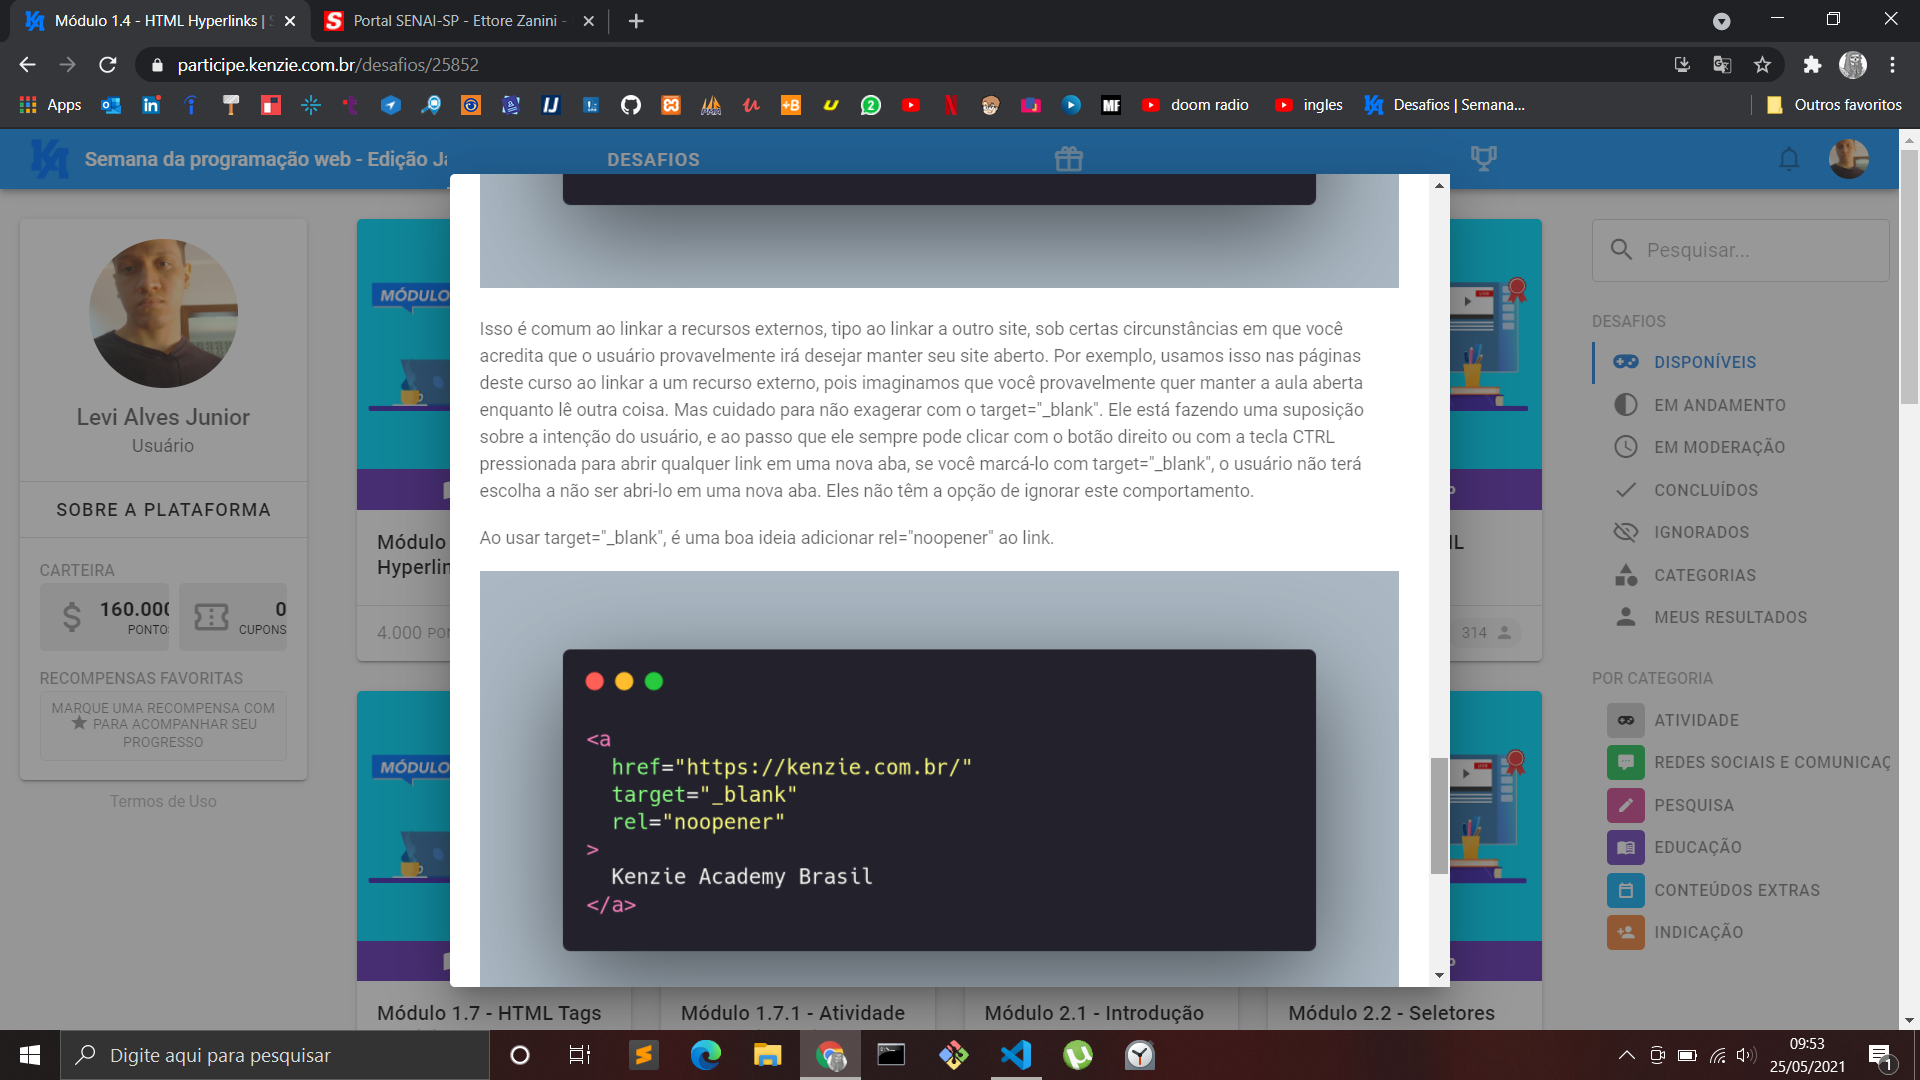 Módulo 1.4 - HTML Hyperlinks |
Portal SENAI-SP - Ettore Zanini -
participe.kenzie.com.br/desafios/25852
Apps
doom radio
ingles
Desafios | Semana...
Outros favoritos
Semana da programação web - Edição
DESAFIOS
Levi Alves Junior
Usuário
SOBRE A PLATAFORMA
CARTEIRA
160.000
PONTO
0
CUPONS
RECOMPENSAS FAVORITAS
MARQUE UMA RECOMPENSA COM
PARA ACOMPANHAR SEU
PROGRESSO
Termos de Uso
MÓDULO
Módulo
Hyperlin
4.000 PON
MÓDULO
Isso é comum ao linkar a recursos externos, tipo ao linkar a outro site, sob certas circunstâncias em que você
acredita que o usuário provavelmente irá desejar manter seu site aberto. Por exemplo, usamos isso nas páginas
deste curso ao linkar a um recurso externo, pois imaginamos que você provavelmente quer manter a aula aberta
enquanto lê outra coisa. Mas cuidado para não exagerar com o target="_blank". Ele está fazendo uma suposição
sobre a intenção do usuário, e ao passo que ele sempre pode clicar com o botão direito ou com a tecla CTRL
pressionada para abrir qualquer link em uma nova aba, se você marcá-lo com target="_blank", o usuário não terá
escolha a não ser abri-lo em uma nova aba. Eles não têm a opção de ignorar este comportamento.
Ao usar target="_blank", é uma boa ideia adicionar rel="noopener" ao link.
<a
href="https://kenzie.com.br/"
target="_blank"
rel="noopener"
>
Kenzie Academy Brasil
</a>
314
Módulo 1.7 - HTML Tags
Módulo 1.7.1 - Atividade
Módulo 2.1 - Introdução
Módulo 2.2 - Seletores
Pesquisar...
DESAFIOS
DISPONÍVEIS
EM ANDAMENTO
EM MODERAÇÃO
CONCLUÍDOS
IGNORADOS
CATEGORIAS
MEUS RESULTADOS
POR CATEGORIA
ATIVIDADE
REDES SOCIAIS E COMUNICAÇ
PESQUISA
EDUCAÇÃO
CONTEÚDOS EXTRAS
INDICAÇÃO
Digite aqui para pesquisar
09:53
25/05/2021
1